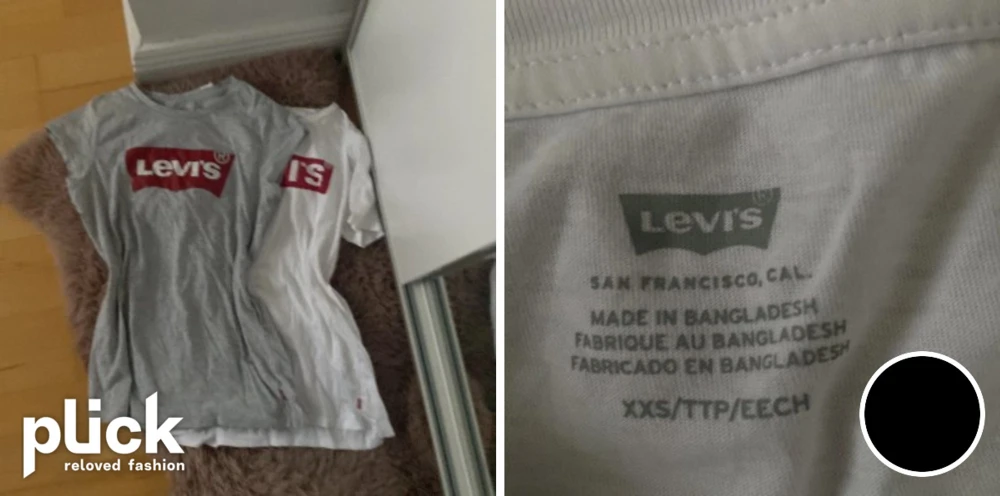 LEVI'S®
I'S
plick
reloved fashion
LEVI'S®
SAN FRANCISCO, CAL.
MADE IN BANGLADESH
FABRIQUE AU BANGLADESH
FABRICADO EN BANGLADESH
XXS/TTP/EECH